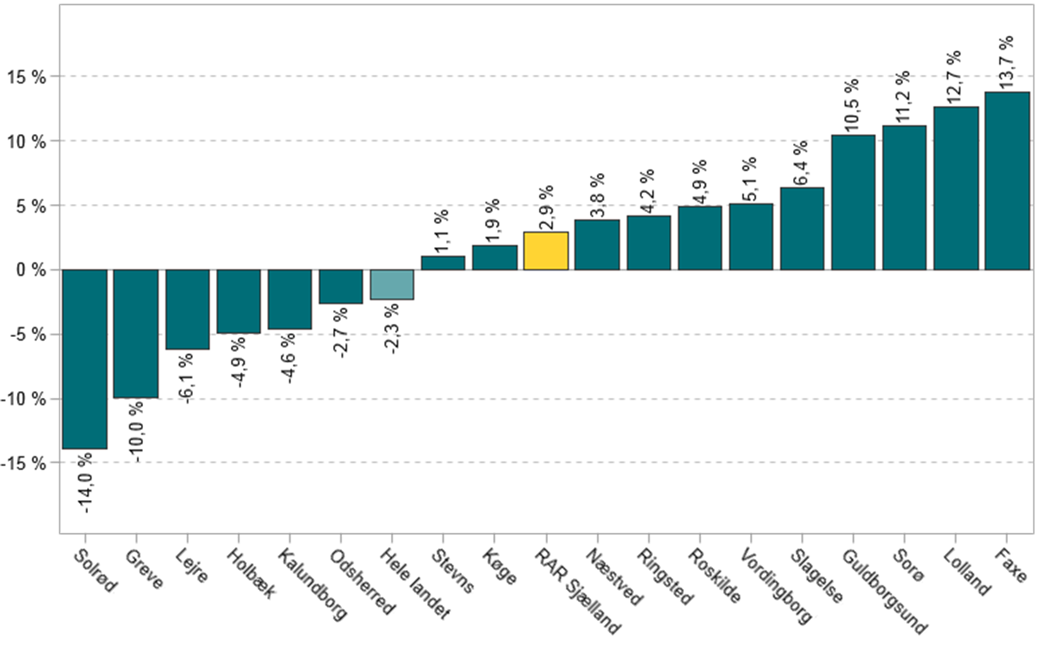 15 %
10 %
5 %
0 %
-5 %
-10 %
-15 %
-14,0 %
-10,0 %
-6,1 %
-4,9 %
-4,6 %
-2,7 %
-2,3 %
1,1 %
1,9 %
2,9 %
3,8 %
4,2 %
4,9 %
5,1 %
6,4 %
10,5 %
11,2 %
12,7 %
13,7 %
Solrød
Greve
Lejre
Holbæk
Kalundborg
Odsherred
Hele landet
Stevns
Køge
RAR Sjælland
Næstved
Ringsted
Roskilde
Vordingborg
Slagelse
Guldborgsund
Sorø
Lolland
Faxe